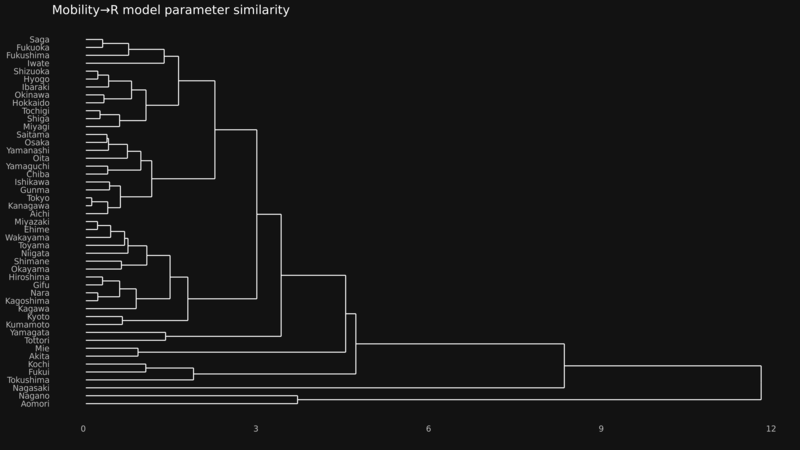 Mobility→R model parameter similarity
Saga
Fukuoka
Fukushima
Iwate
Shizuoka
Hyogo
Ibaraki
Okinawa
Hokkaido
Tochigi
Shiga
Miyagi
Saitama
Osaka
Yamanashi
Oita
Yamaguchi
Chiba
Ishikawa
Gunma
Tokyo
Kanagawa
Aichi
Miyazaki
Ehime
Wakayama
Toyama
Niigata
Shimane
Okayama
Hiroshima
Gifu
Nara
Kagoshima
Kagawa
Kyoto
Kumamoto
Yamagata
Tottori
Mie
Akita
Kochi
Fukui
Tokushima
Nagasaki
Nagano
Aomori
0 3 6 9 12